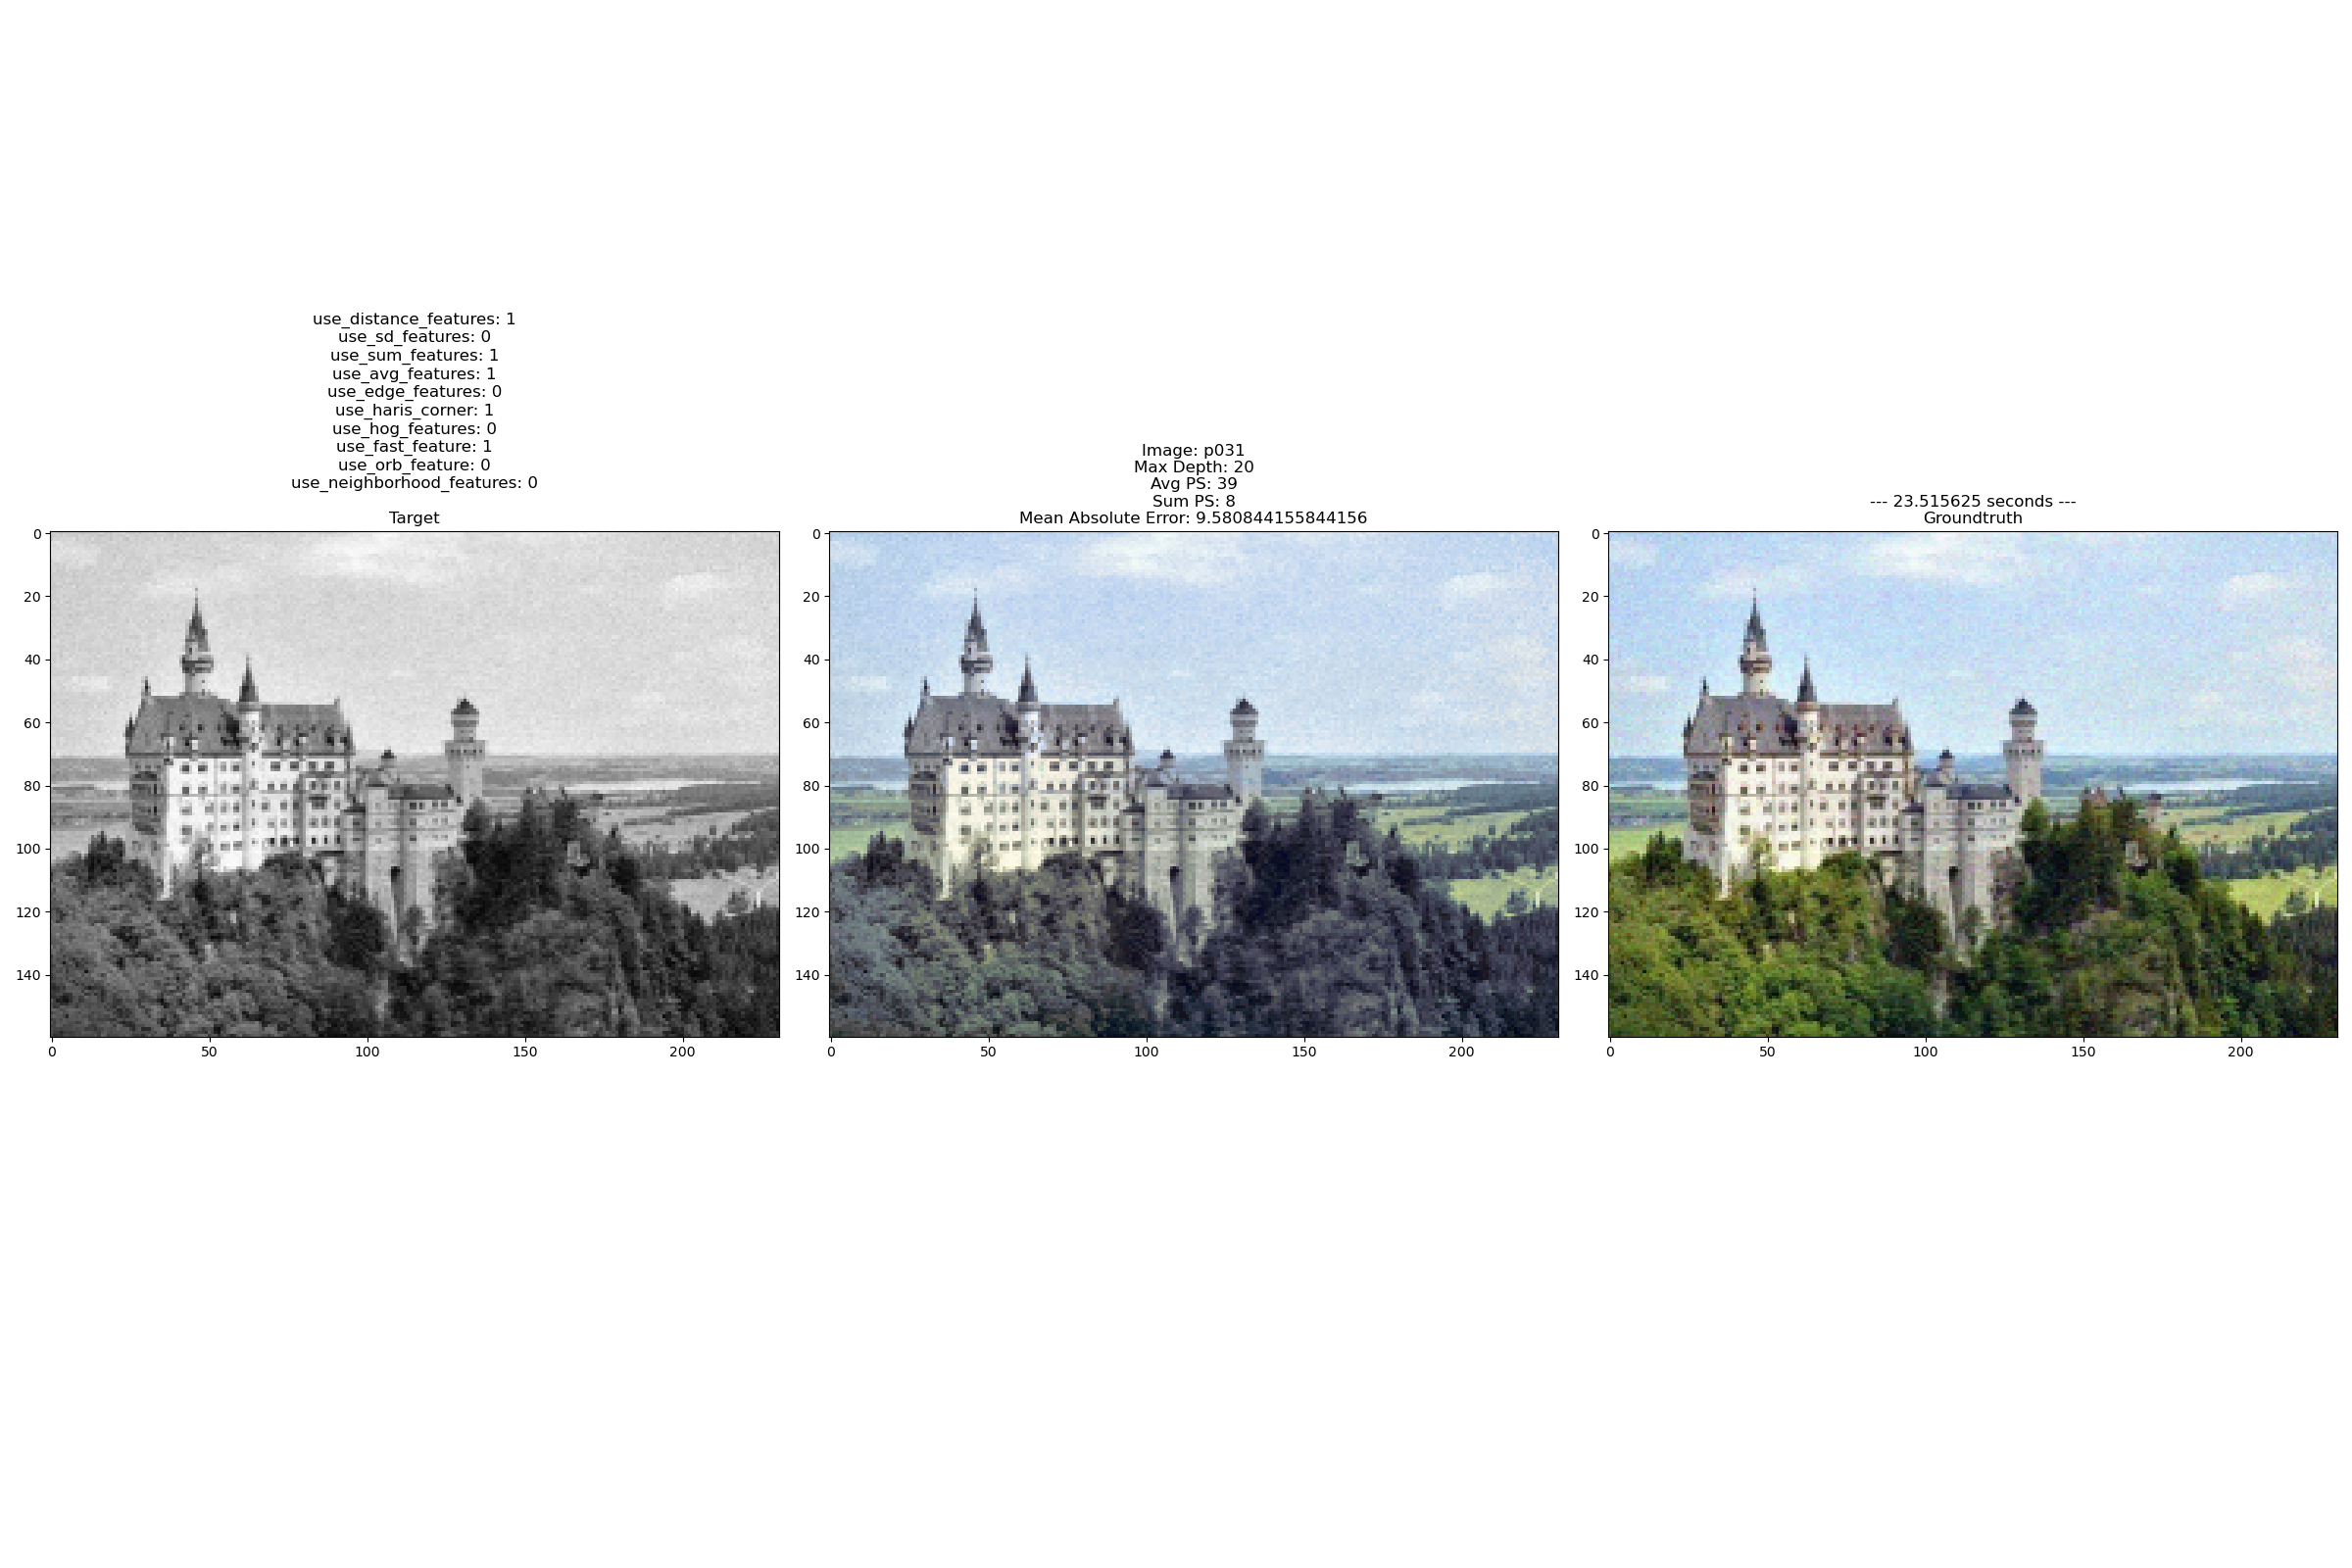 use_distance_features: 1
use_sd_features: 0
use_sum_features: 1
use_avg_features: 1
use_edge_features: 0
use_haris_corner: 1
use_hog_features: 0
use_fast_feature: 1
use_orb_feature: 0
use_neighborhood_features: 0
Target
0
20
40
60
80
100
120
140
0 50 100 150 200
Image: p031
Max Depth: 20
Avg PS: 39
Sum PS: 8
Mean Absolute Error: 9.580844155844156
0
20
40
60
80
100
120
140
0 50 100 150 200
--- 23.515625 seconds ---
Groundtruth
0
20
40
60
80
100
120
140
0 50 100 150 200